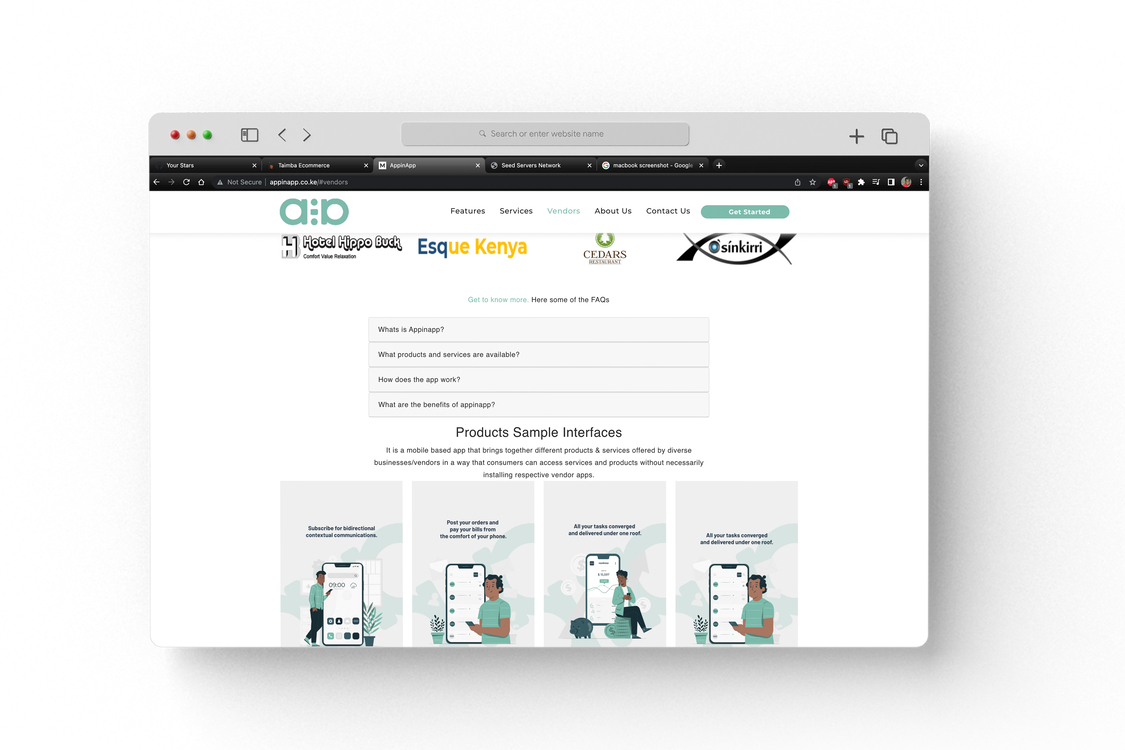 Search or enter website name
Your Stars
Taimba Ecommerce
AppinApp
Seed Servers Network
macbook screenshot - Google
Not Secure | appinapp.co.ke/#vendors
a:p
Features
Services
Vendors
About Us
Contact Us
Get Started
Hotel Hippo Buck
Comfort Value Relaxation
Esque Kenya
CEDARS
RESTAURANT
Osinkirri
Get to know more. Here some of the FAQs
Whats is Appinapp?
What products and services are available?
How does the app work?
What are the benefits of appinapp?
Products Sample Interfaces
It is a mobile based app that brings together different products & services offered by diverse
businesses/vendors in a way that consumers can access services and products without necessarily
installing respective vendor apps.
Subscribe for bidirectional
contextual communications.
Post your orders and
pay your bills from
the comfort of your phone.
All your tasks converged
and delivered under one roof.
All your tasks converged
and delivered under one roof.
09:00